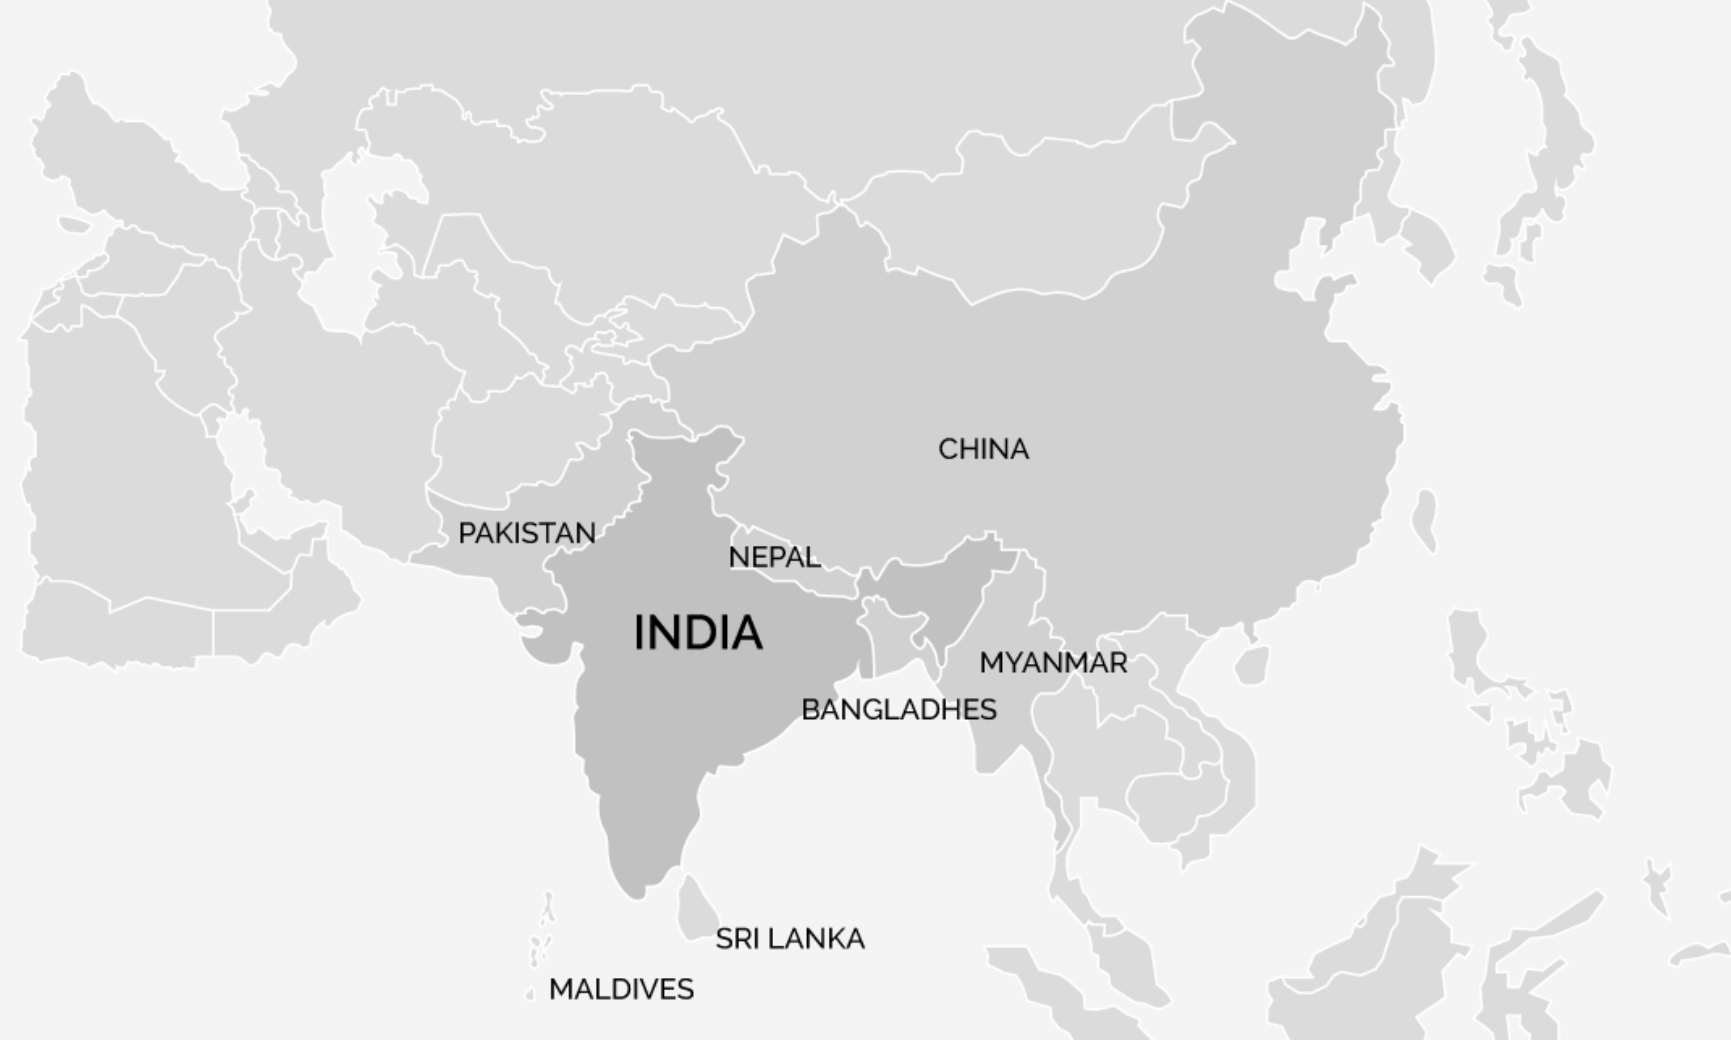 CHINA
PAKISTAN
NEPAL
INDIA
MYANMAR
BANGLADHES
SRI LANKA
MALDIVES